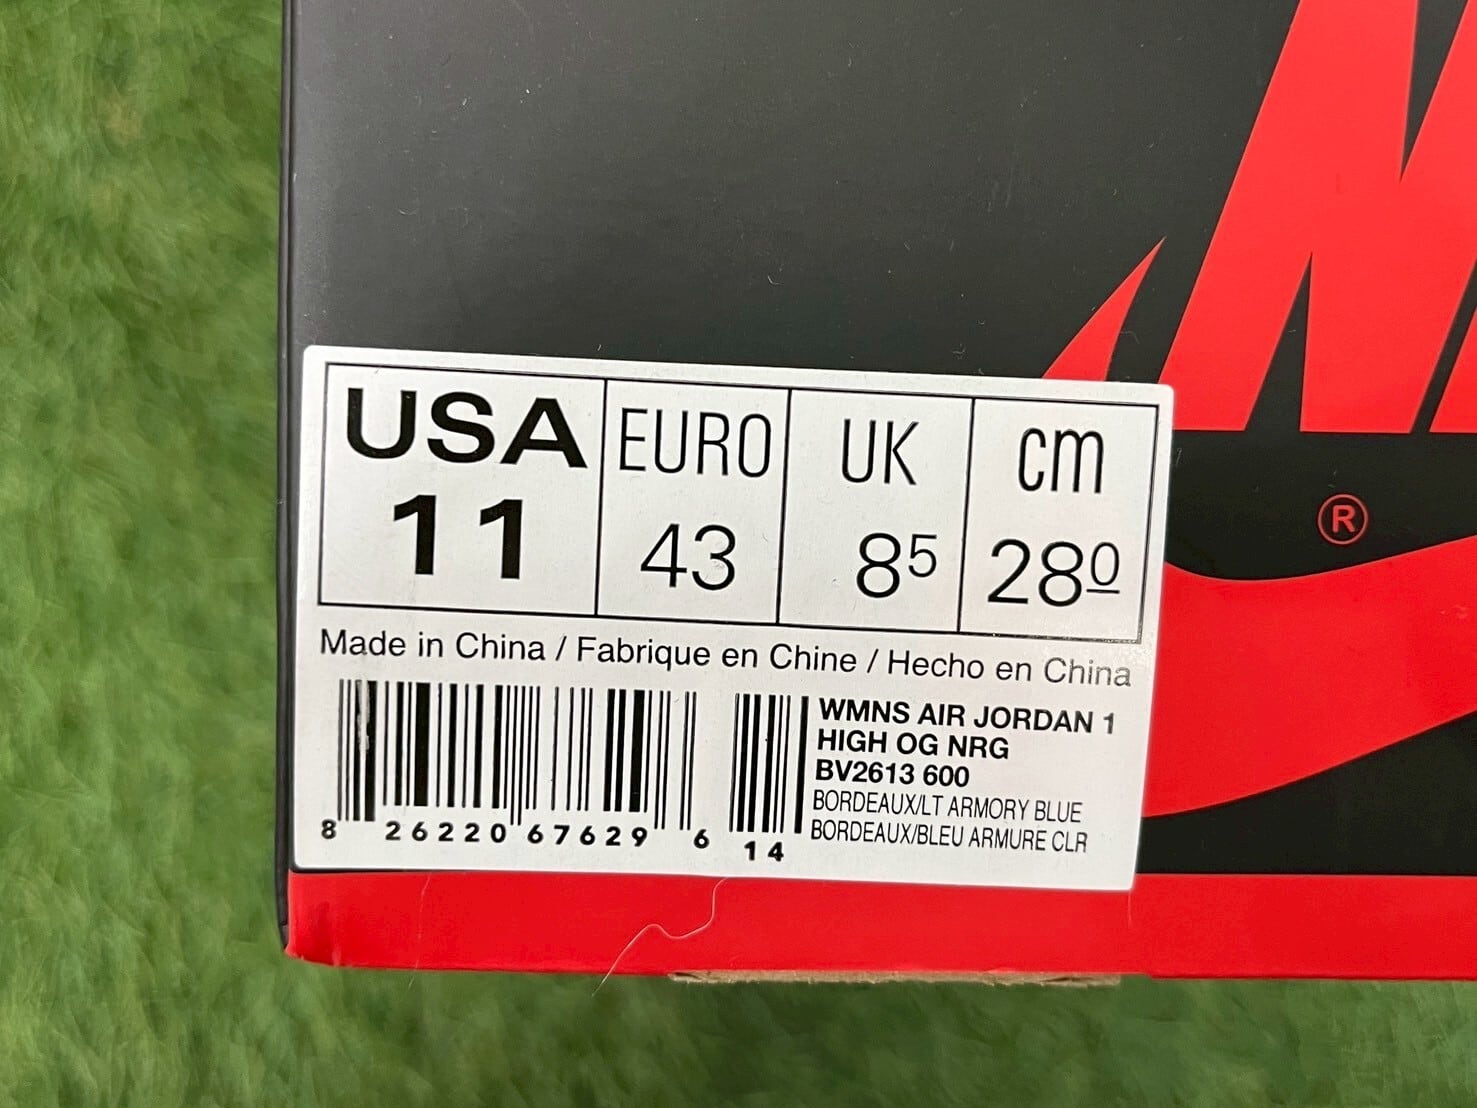 USA EURO UK cm
11 43 8⁵ 28⁰
Made in China / Fabrique en Chine / Hecho en China
WMNS AIR JORDAN 1
HIGH OG NRG
BV2613 600
BORDEAUX/LT ARMORY BLUE
BORDEAUX/BLEU ARMURE CLR
8 26220 67629 6 14
®